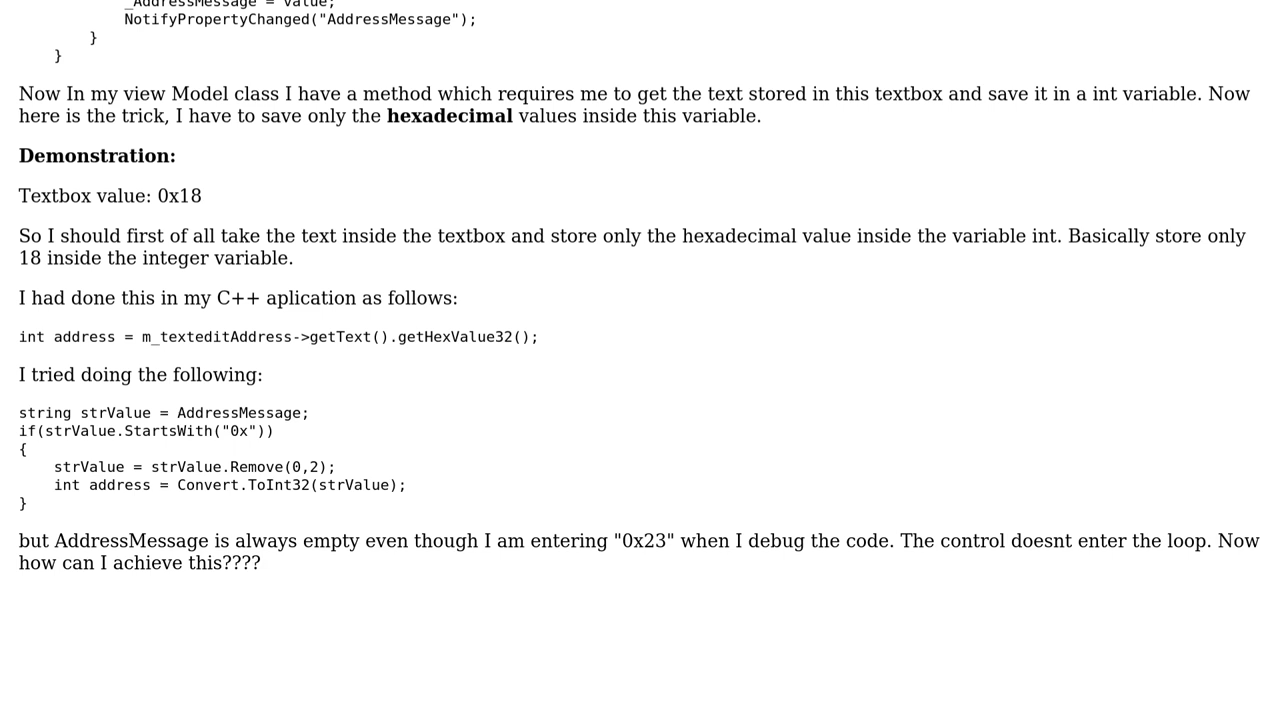 _AddressMessage = value;
NotifyPropertyChanged("AddressMessage");
}
}
Now In my view Model class I have a method which requires me to get the text stored in this textbox and save it in a int variable. Now
here is the trick, I have to save only the hexadecimal values inside this variable.
Demonstration:
Textbox value: 0x18
So I should first of all take the text inside the textbox and store only the hexadecimal value inside the variable int. Basically store only
18 inside the integer variable.
I had done this in my C++ aplication as follows:
int address = m_texteditAddress->getText().getHexValue32();
I tried doing the following:
string strValue = AddressMessage;
if(strValue.StartsWith("0x"))
{
strValue = strValue.Remove(0,2);
int address = Convert.ToInt32(strValue);
}
but AddressMessage is always empty even though I am entering "0x23" when I debug the code. The control doesnt enter the loop. Now
how can I achieve this????